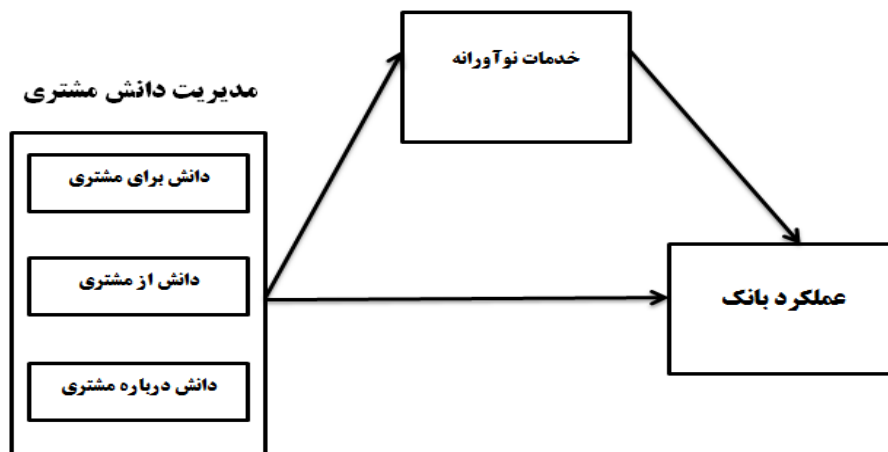 خدمات نوآورانه
مدیریت دانش مشتری
دانش برای مشتری
دانش از مشتری
دانش درباره مشتری
عملکرد بانک